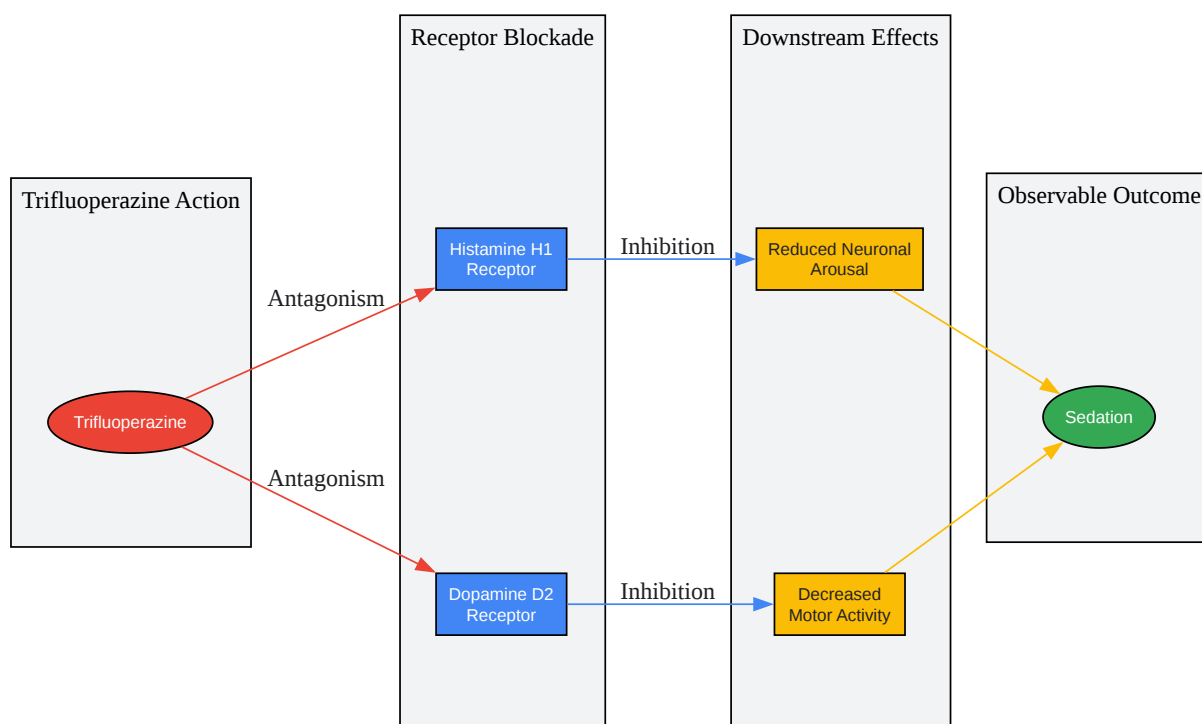 Receptor Blockade
Downstream Effects
Trifluoperazine Action
Observable Outcome
Histamine H1
Receptor
Inhibition
Reduced Neuronal
Arousal
Antagonism
Trifluoperazine
Sedation
Antagonism
Dopamine D2
Receptor
Inhibition
Decreased
Motor Activity